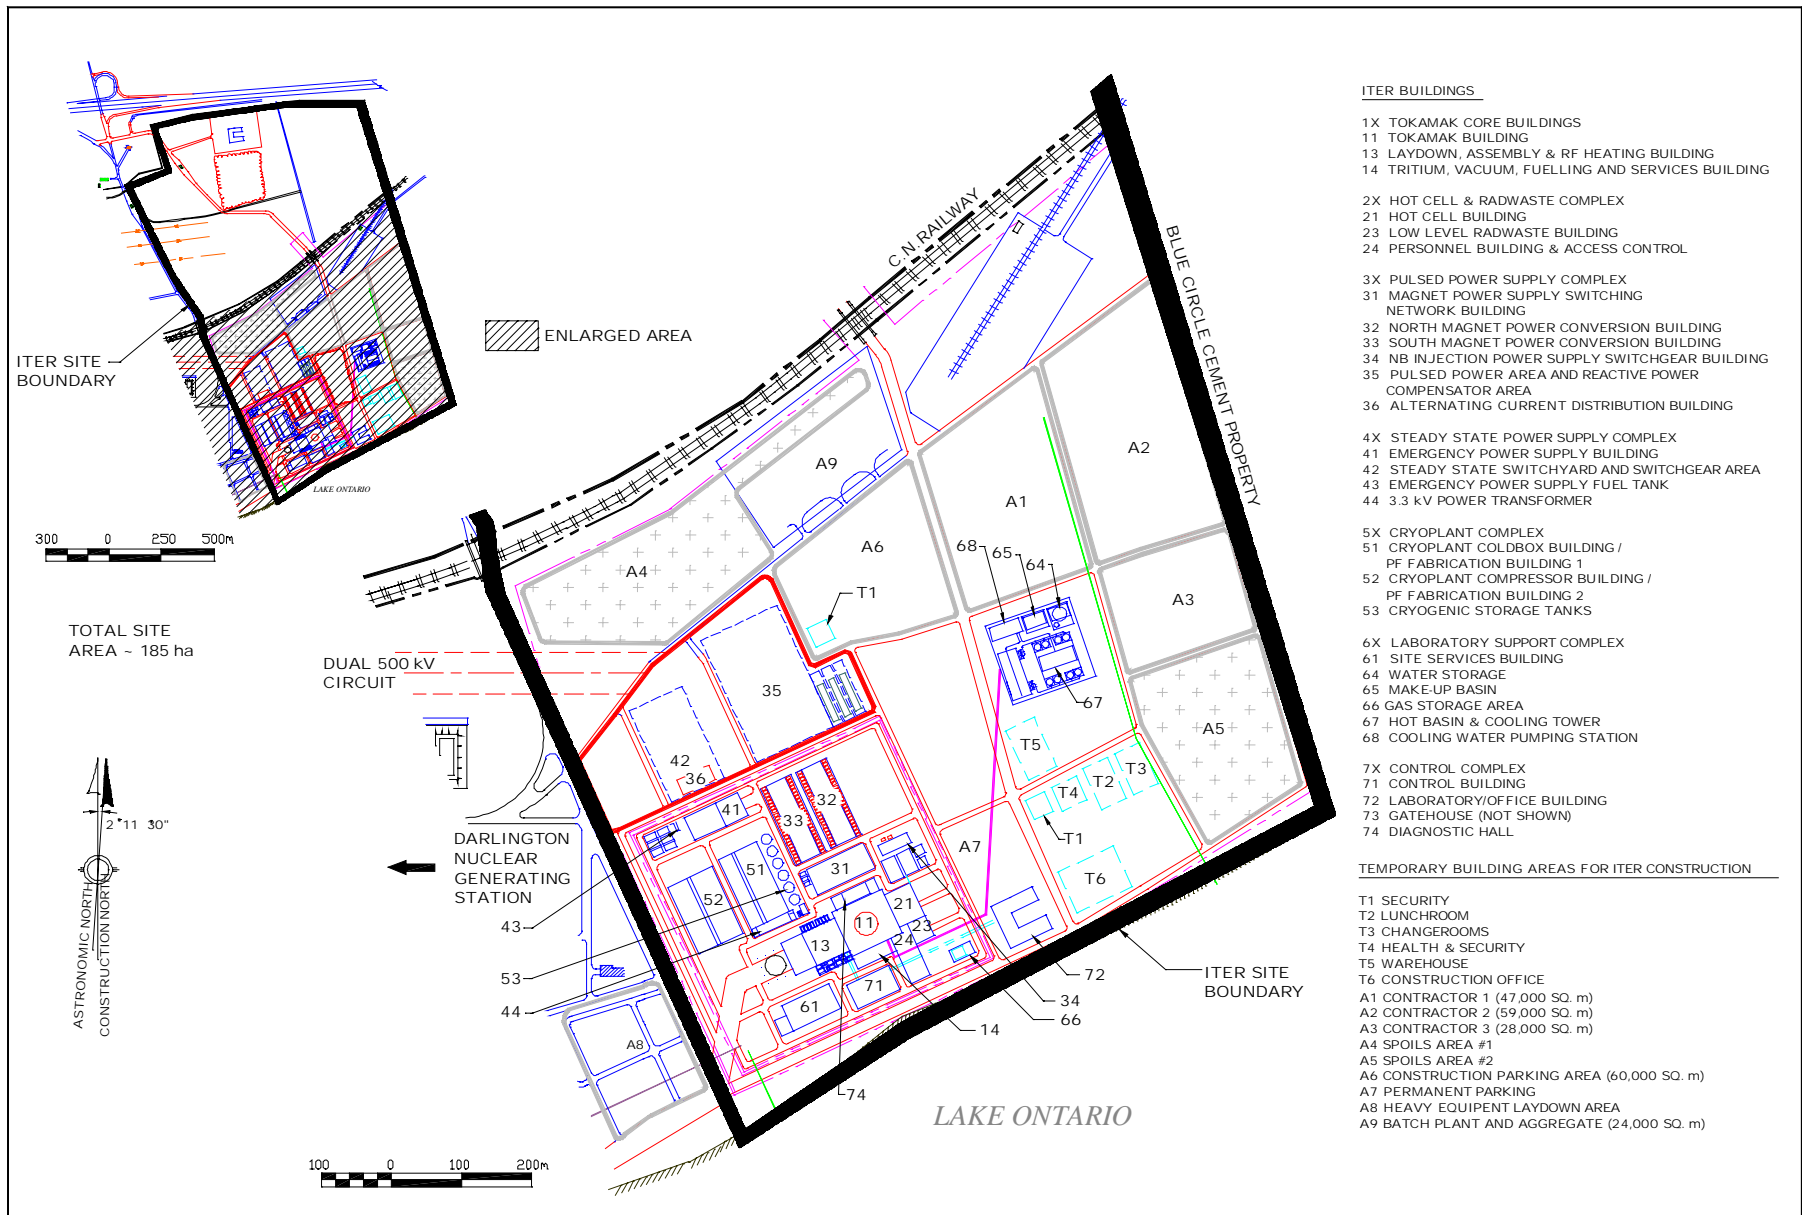 ITER SITE
BOUNDARY
ENLARGED AREA
LAKE ONTARIO
300 0 250 500m
TOTAL SITE
AREA ~ 185 ha
C.N. RAILWAY
BLUE CIRCLE CEMENT PROPERTY
DUAL 500 kV
CIRCUIT
DARLINGTON
NUCLEAR
GENERATING
STATION
2°11 30"
ASTRONOMIC NORTH
CONSTRUCTION NORTH
A9
A2
A1
A6
A4
68
65
64
T1
A3
35
67
A5
42
36
T5
T3
T2
T4
T1
T6
41
32
33
31
51
52
A7
43
21
11
23
24
13
53
44
71
61
72
34
66
14
74
A8
ITER SITE
BOUNDARY
LAKE ONTARIO
100 0 100 200m
ITER BUILDINGS
1X TOKAMAK CORE BUILDINGS
11 TOKAMAK BUILDING
13 LAYDOWN, ASSEMBLY & RF HEATING BUILDING
14 TRITIUM, VACUUM, FUELLING AND SERVICES BUILDING
2X HOT CELL & RADWASTE COMPLEX
21 HOT CELL BUILDING
23 LOW LEVEL RADWASTE BUILDING
24 PERSONNEL BUILDING & ACCESS CONTROL
3X PULSED POWER SUPPLY COMPLEX
31 MAGNET POWER SUPPLY SWITCHING
NETWORK BUILDING
32 NORTH MAGNET POWER CONVERSION BUILDING
33 SOUTH MAGNET POWER CONVERSION BUILDING
34 NB INJECTION POWER SUPPLY SWITCHGEAR BUILDING
35 PULSED POWER AREA AND REACTIVE POWER
COMPENSATOR AREA
36 ALTERNATING CURRENT DISTRIBUTION BUILDING
4X STEADY STATE POWER SUPPLY COMPLEX
41 EMERGENCY POWER SUPPLY BUILDING
42 STEADY STATE SWITCHYARD AND SWITCHGEAR AREA
43 EMERGENCY POWER SUPPLY FUEL TANK
44 3.3 kV POWER TRANSFORMER
5X CRYOPLANT COMPLEX
51 CRYOPLANT COLDBOX BUILDING /
PF FABRICATION BUILDING 1
52 CRYOPLANT COMPRESSOR BUILDING /
PF FABRICATION BUILDING 2
53 CRYOGENIC STORAGE TANKS
6X LABORATORY SUPPORT COMPLEX
61 SITE SERVICES BUILDING
64 WATER STORAGE
65 MAKE-UP BASIN
66 GAS STORAGE AREA
67 HOT BASIN & COOLING TOWER
68 COOLING WATER PUMPING STATION
7X CONTROL COMPLEX
71 CONTROL BUILDING
72 LABORATORY/OFFICE BUILDING
73 GATEHOUSE (NOT SHOWN)
74 DIAGNOSTIC HALL
TEMPORARY BUILDING AREAS FOR ITER CONSTRUCTION
T1 SECURITY
T2 LUNCHROOM
T3 CHANGEROOMS
T4 HEALTH & SECURITY
T5 WAREHOUSE
T6 CONSTRUCTION OFFICE
A1 CONTRACTOR 1 (47,000 SQ. m)
A2 CONTRACTOR 2 (59,000 SQ. m)
A3 CONTRACTOR 3 (28,000 SQ. m)
A4 SPOILS AREA #1
A5 SPOILS AREA #2
A6 CONSTRUCTION PARKING AREA (60,000 SQ. m)
A7 PERMANENT PARKING
A8 HEAVY EQUIPENT LAYDOWN AREA
A9 BATCH PLANT AND AGGREGATE (24,000 SQ. m)